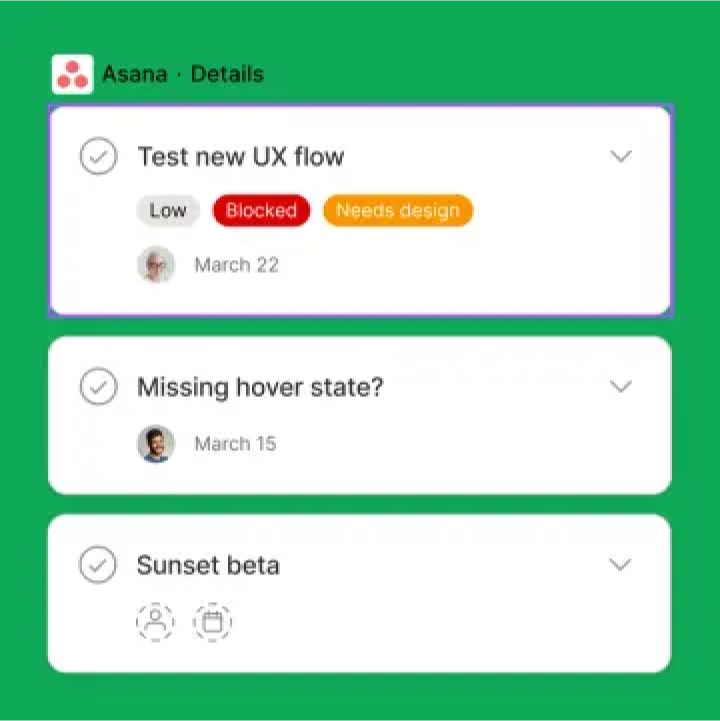 Asana · Details
Test new UX flow
Low Blocked Needs design
March 22
Missing hover state?
March 15
Sunset beta